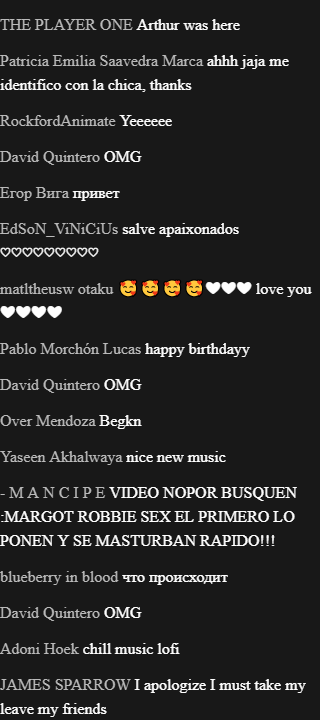 THE PLAYER ONE Arthur was here
Patricia Emilia Saavedra Marca ahhh jaja me
identifico con la chica, thanks
RockfordAnimate Yeeeeee
David Quintero OMG
Егор Вига привет
EdSoN_ViNiCiUs salve apaixonados
♡♡♡♡♡♡♡♡♡
matltheusw otaku 🥰 🥰 🥰 🥰🤍🤍🤍 love you
🤍🤍🤍🤍
Pablo Morchón Lucas happy birthdayy
David Quintero OMG
Over Mendoza Begkn
Yaseen Akhalwaya nice new music
- M A N C I P E VIDEO NOPOR BUSQUEN
:MARGOT ROBBIE SEX EL PRIMERO LO
PONEN Y SE MASTURBAN RAPIDO!!!
blueberry in blood что происходит
David Quintero OMG
Adoni Hoek chill music lofi
JAMES SPARROW I apologize I must take my
leave my friends